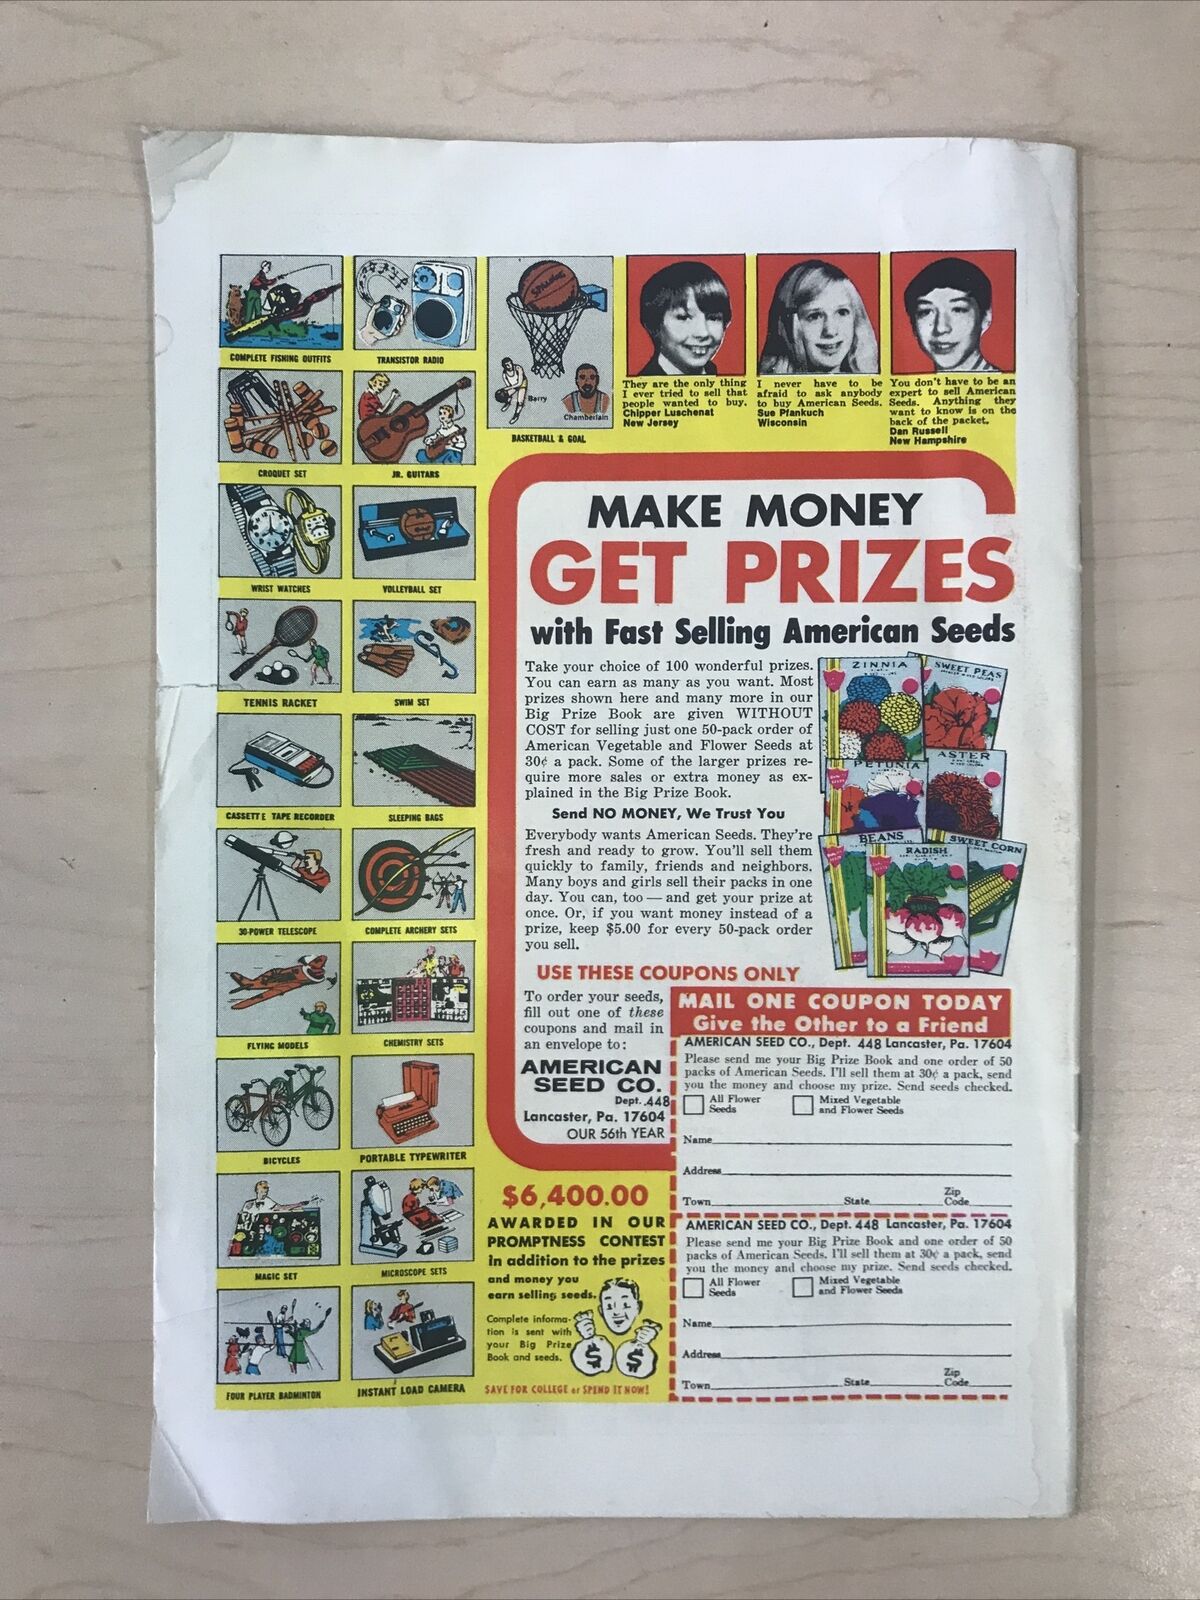 COMPLETE FISHING OUTFITS
TRANSISTOR RADIO
CROQUET SET
JR. GUITARS
WRIST WATCHES
VOLLEYBALL SET
TENNIS RACKET
SWIM SET
CASSETTE TAPE RECORDER
SLEEPING BAGS
30-POWER TELESCOPE
COMPLETE ARCHERY SETS
FLYING MODELS
CHEMISTRY SETS
BICYCLES
PORTABLE TYPEWRITER
MAGIC SET
MICROSCOPE SETS
FOUR PLAYER BADMINTON
INSTANT LOAD CAMERA
SPALDING
Barry
Chamberlain
BASKETBALL & GOAL
They are the only thing
I ever tried to sell that
people wanted to buy.
Chipper Luschenat
New Jersey
I never have to be
afraid to ask anybody
to buy American Seeds.
Sue Pfankuch
Wisconsin
You don't have to be an
expert to sell American
Seeds. Anything they
want to know is on the
back of the packet.
Dan Russell
New Hampshire
MAKE MONEY
GET PRIZES
with Fast Selling American Seeds
Take your choice of 100 wonderful prizes.
You can earn as many as you want. Most
prizes shown here and many more in our
Big Prize Book are given WITHOUT
COST for selling just one 50-pack order of
American Vegetable and Flower Seeds at
30¢ a pack. Some of the larger prizes re-
quire more sales or extra money as ex-
plained in the Big Prize Book.
Send NO MONEY, We Trust You
Everybody wants American Seeds. They're
fresh and ready to grow. You'll sell them
quickly to family, friends and neighbors.
Many boys and girls sell their packs in one
day. You can, too — and get your prize at
once. Or, if you want money instead of a
prize, keep $5.00 for every 50-pack order
you sell.
ZINNIA
SWEET PEAS
PETUNIA
ASTER
BEANS
RADISH
SWEET CORN
USE THESE COUPONS ONLY
To order your seeds,
fill out one of these
coupons and mail in
an envelope to:
AMERICAN
SEED CO.
Dept. 448
Lancaster, Pa. 17604
OUR 56th YEAR
MAIL ONE COUPON TODAY
Give the Other to a Friend
AMERICAN SEED CO., Dept. 448 Lancaster, Pa. 17604
Please send me your Big Prize Book and one order of 50
packs of American Seeds. I'll sell them at 30¢ a pack, send
you the money and choose my prize. Send seeds checked.
All Flower Seeds
Mixed Vegetable and Flower Seeds
Name
Address
Town State Zip Code
AMERICAN SEED CO., Dept. 448 Lancaster, Pa. 17604
Please send me your Big Prize Book and one order of 50
packs of American Seeds. I'll sell them at 30¢ a pack, send
you the money and choose my prize. Send seeds checked.
All Flower Seeds
Mixed Vegetable and Flower Seeds
Name
Address
Town State Zip Code
$6,400.00
AWARDED IN OUR
PROMPTNESS CONTEST
In addition to the prizes
and money you
earn selling seeds.
Complete informa-
tion is sent with
your Big Prize
Book and seeds.
$ $
SAVE FOR COLLEGE or SPEND IT NOW!